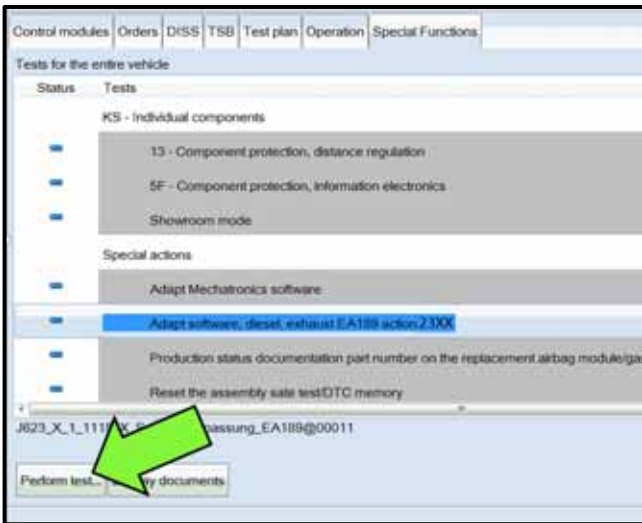 Control modules Orders DISS TSB Test plan Operation Special Functions
Tests for the entire vehicle
Status Tests
KS - Individual components
13 - Component protection, distance regulation
5F - Component protection, information electronics
Showroom mode
Special actions
Adapt Mechatronics software
Adapt software, diesel, exhaust EA189 action23XX
Production status documentation part number on the replacement airbag module/ga
Reset the assembly sate test/DTC memory
J623_X_1_111 passung_EA189@00011
Perform test... documents